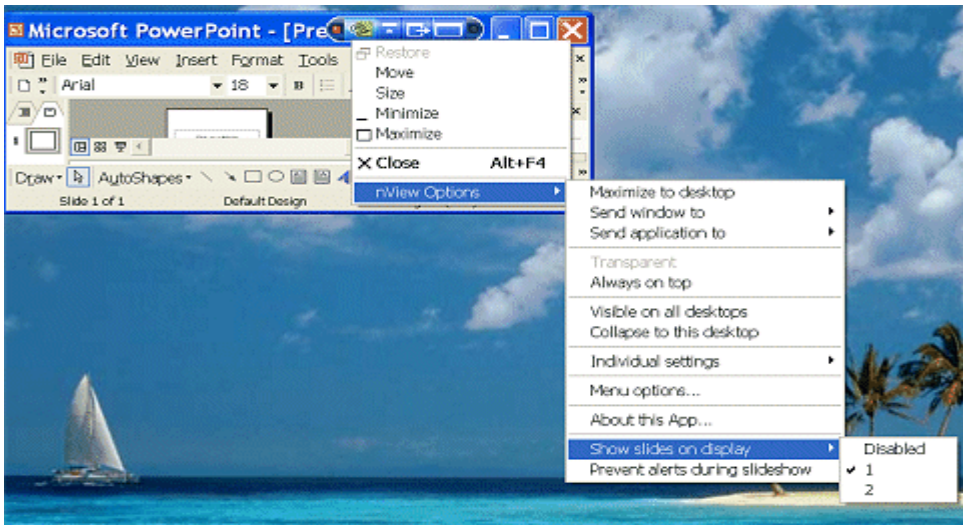 Microsoft PowerPoint - [Pre
File Edit View Insert Format Tools
Arial 18 B
Draw AutoShapes
Slide 1 of 1 Default Design
Restore
Move
Size
Minimize
Maximize
Close Alt+F4
nView Options
Maximize to desktop
Send window to
Send application to
Transparent
Always on top
Visible on all desktops
Collapse to this desktop
Individual settings
Menu options...
About this App...
Show slides on display
Prevent alerts during slideshow
Disabled
1
2